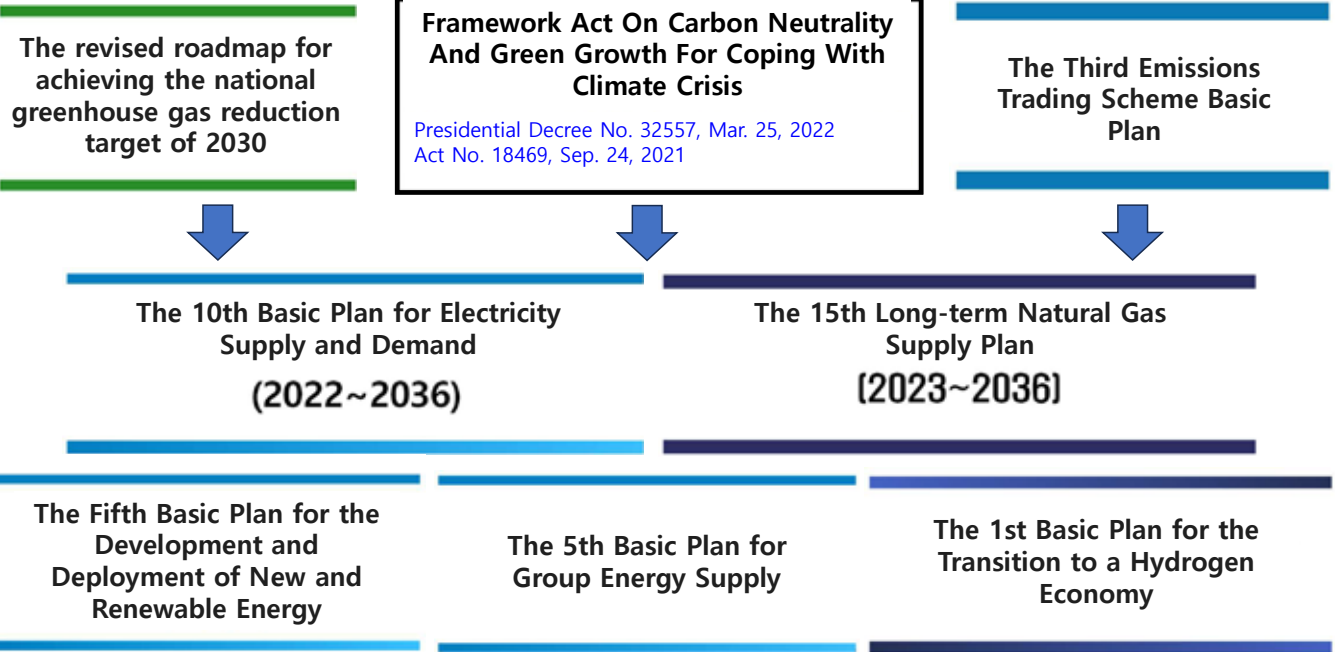 The revised roadmap for
achieving the national
greenhouse gas reduction
target of 2030
Framework Act On Carbon Neutrality
And Green Growth For Coping With
Climate Crisis
Presidential Decree No. 32557, Mar. 25, 2022
Act No. 18469, Sep. 24, 2021
The Third Emissions
Trading Scheme Basic
Plan
The 10th Basic Plan for Electricity
Supply and Demand
(2022~2036)
The 15th Long-term Natural Gas
Supply Plan
(2023~2036)
The Fifth Basic Plan for the
Development and
Deployment of New and
Renewable Energy
The 5th Basic Plan for
Group Energy Supply
The 1st Basic Plan for the
Transition to a Hydrogen
Economy